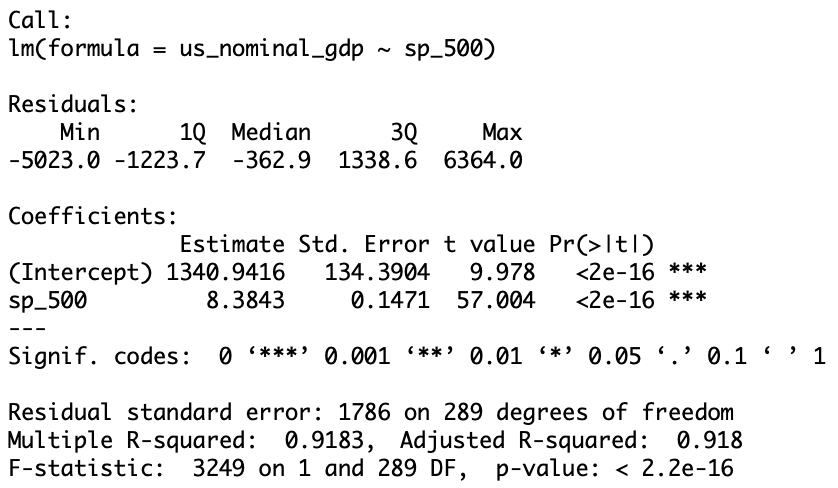 Call:
lm(formula = us_nominal_gdp ~ sp_500)
Residuals:
Min 1Q Median 3Q Max
-5023.0 -1223.7 -362.9 1338.6 6364.0
Coefficients:
Estimate Std. Error t value Pr(>|t|)
(Intercept) 1340.9416 134.3904 9.978 <2e-16 ***
sp_500 8.3843 0.1471 57.004 <2e-16 ***
---
Signif. codes: 0 ‘***’ 0.001 ‘**’ 0.01 ‘*’ 0.05 ‘.’ 0.1 ‘ ’ 1
Residual standard error: 1786 on 289 degrees of freedom
Multiple R-squared: 0.9183, Adjusted R-squared: 0.918
F-statistic: 3249 on 1 and 289 DF, p-value: < 2.2e-16